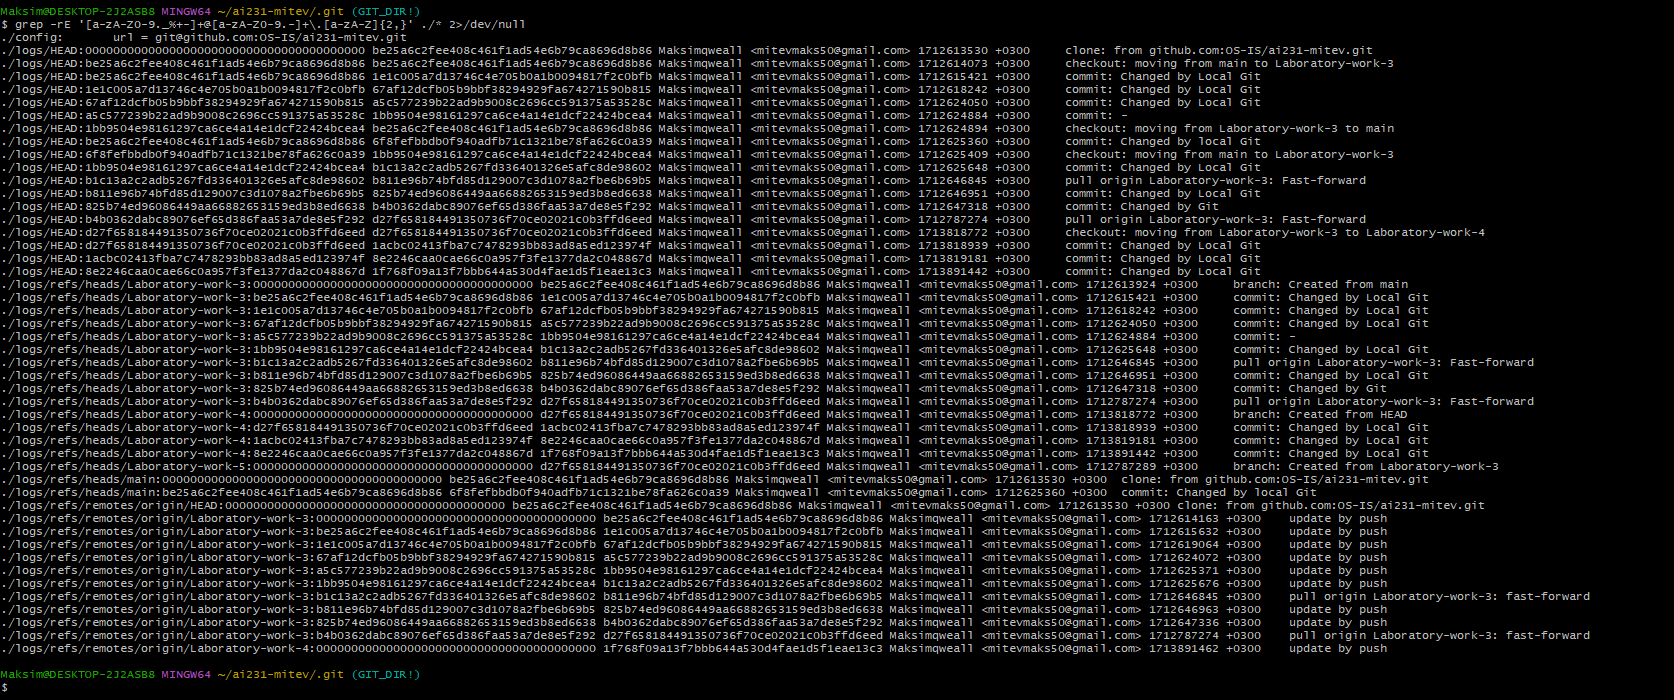 Maksim@DESKTOP-2J2ASB8 MINGW64 ~/ai231-mitev/.git (GIT_DIR!)
$ grep -rE '[a-zA-Z0-9._%+-]+@[a-zA-Z0-9.-]+\.[a-zA-Z]{2,}' ./* 2>/dev/null
./config:       url = git@github.com:OS-IS/ai231-mitev.git
./logs/HEAD:0000000000000000000000000000000000000000 be25a6c2fee408c461f1ad54e6b79ca8696d8b86 Maksimqweall <mitevmaks50@gmail.com> 1712613530 +0300     clone: from github.com:OS-IS/ai231-mitev.git
./logs/HEAD:be25a6c2fee408c461f1ad54e6b79ca8696d8b86 be25a6c2fee408c461f1ad54e6b79ca8696d8b86 Maksimqweall <mitevmaks50@gmail.com> 1712614073 +0300     checkout: moving from main to Laboratory-work-3
./logs/HEAD:be25a6c2fee408c461f1ad54e6b79ca8696d8b86 1e1c005a7d13746c4e705b0a1b0094817f2c0bfb Maksimqweall <mitevmaks50@gmail.com> 1712615421 +0300     commit: Changed by Local Git
./logs/HEAD:1e1c005a7d13746c4e705b0a1b0094817f2c0bfb 67af12dcfb05b9bbf38294929fa674271590b815 Maksimqweall <mitevmaks50@gmail.com> 1712618242 +0300     commit: Changed by Local Git
./logs/HEAD:67af12dcfb05b9bbf38294929fa674271590b815 a5c577239b22ad9b9008c2696cc591375a53528c Maksimqweall <mitevmaks50@gmail.com> 1712624050 +0300     commit: Changed by Local Git
./logs/HEAD:a5c577239b22ad9b9008c2696cc591375a53528c 1bb9504e98161297ca6ce4a14e1dcf22424bcea4 Maksimqweall <mitevmaks50@gmail.com> 1712624884 +0300     commit: -
./logs/HEAD:1bb9504e98161297ca6ce4a14e1dcf22424bcea4 be25a6c2fee408c461f1ad54e6b79ca8696d8b86 Maksimqweall <mitevmaks50@gmail.com> 1712624894 +0300     checkout: moving from Laboratory-work-3 to main
./logs/HEAD:be25a6c2fee408c461f1ad54e6b79ca8696d8b86 6f8fefbbdb0f940adfb71c1321be78fa626c0a39 Maksimqweall <mitevmaks50@gmail.com> 1712625360 +0300     commit: Changed by local Git
./logs/HEAD:6f8fefbbdb0f940adfb71c1321be78fa626c0a39 1bb9504e98161297ca6ce4a14e1dcf22424bcea4 Maksimqweall <mitevmaks50@gmail.com> 1712625409 +0300     checkout: moving from main to Laboratory-work-3
./logs/HEAD:1bb9504e98161297ca6ce4a14e1dcf22424bcea4 b1c13a2c2adb5267fd336401326e5afc8de98602 Maksimqweall <mitevmaks50@gmail.com> 1712625648 +0300     commit: Changed by Local Git
./logs/HEAD:b1c13a2c2adb5267fd336401326e5afc8de98602 b811e96b74bfd85d129007c3d1078a2fbe6b69b5 Maksimqweall <mitevmaks50@gmail.com> 1712646845 +0300     pull origin Laboratory-work-3: Fast-forward
./logs/HEAD:b811e96b74bfd85d129007c3d1078a2fbe6b69b5 825b74ed96086449aa66882653159ed3b8ed6638 Maksimqweall <mitevmaks50@gmail.com> 1712646951 +0300     commit: Changed by Local Git
./logs/HEAD:825b74ed96086449aa66882653159ed3b8ed6638 b4b0362dabc89076ef65d386faa53a7de8e5f292 Maksimqweall <mitevmaks50@gmail.com> 1712647318 +0300     commit: Changed by Git
./logs/HEAD:b4b0362dabc89076ef65d386faa53a7de8e5f292 d27f658184491350736f70ce02021c0b3ffd6eed Maksimqweall <mitevmaks50@gmail.com> 1712787274 +0300     pull origin Laboratory-work-3: Fast-forward
./logs/HEAD:d27f658184491350736f70ce02021c0b3ffd6eed d27f658184491350736f70ce02021c0b3ffd6eed Maksimqweall <mitevmaks50@gmail.com> 1713818772 +0300     checkout: moving from Laboratory-work-3 to Laboratory-work-4
./logs/HEAD:d27f658184491350736f70ce02021c0b3ffd6eed 1acbc02413fba7c7478293bb83ad8a5ed123974f Maksimqweall <mitevmaks50@gmail.com> 1713818939 +0300     commit: Changed by Local Git
./logs/HEAD:1acbc02413fba7c7478293bb83ad8a5ed123974f 8e2246caa0cae66c0a957f3fe1377da2c048867d Maksimqweall <mitevmaks50@gmail.com> 1713819181 +0300     commit: Changed by Local Git
./logs/HEAD:8e2246caa0cae66c0a957f3fe1377da2c048867d 1f768f09a13f7bbb644a530d4fae1d5f1eae13c3 Maksimqweall <mitevmaks50@gmail.com> 1713891442 +0300     commit: Changed by Local Git
./logs/refs/heads/Laboratory-work-3:0000000000000000000000000000000000000000 be25a6c2fee408c461f1ad54e6b79ca8696d8b86 Maksimqweall <mitevmaks50@gmail.com> 1712613924 +0300     branch: Created from main
./logs/refs/heads/Laboratory-work-3:be25a6c2fee408c461f1ad54e6b79ca8696d8b86 1e1c005a7d13746c4e705b0a1b0094817f2c0bfb Maksimqweall <mitevmaks50@gmail.com> 1712615421 +0300     commit: Changed by Local Git
./logs/refs/heads/Laboratory-work-3:1e1c005a7d13746c4e705b0a1b0094817f2c0bfb 67af12dcfb05b9bbf38294929fa674271590b815 Maksimqweall <mitevmaks50@gmail.com> 1712618242 +0300     commit: Changed by Local Git
./logs/refs/heads/Laboratory-work-3:67af12dcfb05b9bbf38294929fa674271590b815 a5c577239b22ad9b9008c2696cc591375a53528c Maksimqweall <mitevmaks50@gmail.com> 1712624050 +0300     commit: Changed by Local Git
./logs/refs/heads/Laboratory-work-3:a5c577239b22ad9b9008c2696cc591375a53528c 1bb9504e98161297ca6ce4a14e1dcf22424bcea4 Maksimqweall <mitevmaks50@gmail.com> 1712624884 +0300     commit: -
./logs/refs/heads/Laboratory-work-3:1bb9504e98161297ca6ce4a14e1dcf22424bcea4 b1c13a2c2adb5267fd336401326e5afc8de98602 Maksimqweall <mitevmaks50@gmail.com> 1712625648 +0300     commit: Changed by Local Git
./logs/refs/heads/Laboratory-work-3:b1c13a2c2adb5267fd336401326e5afc8de98602 b811e96b74bfd85d129007c3d1078a2fbe6b69b5 Maksimqweall <mitevmaks50@gmail.com> 1712646845 +0300     pull origin Laboratory-work-3: Fast-forward
./logs/refs/heads/Laboratory-work-3:b811e96b74bfd85d129007c3d1078a2fbe6b69b5 825b74ed96086449aa66882653159ed3b8ed6638 Maksimqweall <mitevmaks50@gmail.com> 1712646951 +0300     commit: Changed by Local Git
./logs/refs/heads/Laboratory-work-3:825b74ed96086449aa66882653159ed3b8ed6638 b4b0362dabc89076ef65d386faa53a7de8e5f292 Maksimqweall <mitevmaks50@gmail.com> 1712647318 +0300     commit: Changed by Git
./logs/refs/heads/Laboratory-work-3:b4b0362dabc89076ef65d386faa53a7de8e5f292 d27f658184491350736f70ce02021c0b3ffd6eed Maksimqweall <mitevmaks50@gmail.com> 1712787274 +0300     pull origin Laboratory-work-3: Fast-forward
./logs/refs/heads/Laboratory-work-4:0000000000000000000000000000000000000000 d27f658184491350736f70ce02021c0b3ffd6eed Maksimqweall <mitevmaks50@gmail.com> 1713818772 +0300     branch: Created from HEAD
./logs/refs/heads/Laboratory-work-4:d27f658184491350736f70ce02021c0b3ffd6eed 1acbc02413fba7c7478293bb83ad8a5ed123974f Maksimqweall <mitevmaks50@gmail.com> 1713818939 +0300     commit: Changed by Local Git
./logs/refs/heads/Laboratory-work-4:1acbc02413fba7c7478293bb83ad8a5ed123974f 8e2246caa0cae66c0a957f3fe1377da2c048867d Maksimqweall <mitevmaks50@gmail.com> 1713819181 +0300     commit: Changed by Local Git
./logs/refs/heads/Laboratory-work-4:8e2246caa0cae66c0a957f3fe1377da2c048867d 1f768f09a13f7bbb644a530d4fae1d5f1eae13c3 Maksimqweall <mitevmaks50@gmail.com> 1713891442 +0300     commit: Changed by Local Git
./logs/refs/heads/Laboratory-work-5:0000000000000000000000000000000000000000 d27f658184491350736f70ce02021c0b3ffd6eed Maksimqweall <mitevmaks50@gmail.com> 1712787289 +0300     branch: Created from Laboratory-work-3
./logs/refs/heads/main:0000000000000000000000000000000000000000 be25a6c2fee408c461f1ad54e6b79ca8696d8b86 Maksimqweall <mitevmaks50@gmail.com> 1712613530 +0300  clone: from github.com:OS-IS/ai231-mitev.git
./logs/refs/heads/main:be25a6c2fee408c461f1ad54e6b79ca8696d8b86 6f8fefbbdb0f940adfb71c1321be78fa626c0a39 Maksimqweall <mitevmaks50@gmail.com> 1712625360 +0300  commit: Changed by local Git
./logs/refs/remotes/origin/HEAD:0000000000000000000000000000000000000000 be25a6c2fee408c461f1ad54e6b79ca8696d8b86 Maksimqweall <mitevmaks50@gmail.com> 1712613530 +0300 clone: from github.com:OS-IS/ai231-mitev.git
./logs/refs/remotes/origin/Laboratory-work-3:0000000000000000000000000000000000000000 be25a6c2fee408c461f1ad54e6b79ca8696d8b86 Maksimqweall <mitevmaks50@gmail.com> 1712614163 +0300    update by push
./logs/refs/remotes/origin/Laboratory-work-3:be25a6c2fee408c461f1ad54e6b79ca8696d8b86 1e1c005a7d13746c4e705b0a1b0094817f2c0bfb Maksimqweall <mitevmaks50@gmail.com> 1712615632 +0300    update by push
./logs/refs/remotes/origin/Laboratory-work-3:1e1c005a7d13746c4e705b0a1b0094817f2c0bfb 67af12dcfb05b9bbf38294929fa674271590b815 Maksimqweall <mitevmaks50@gmail.com> 1712619064 +0300    update by push
./logs/refs/remotes/origin/Laboratory-work-3:67af12dcfb05b9bbf38294929fa674271590b815 a5c577239b22ad9b9008c2696cc591375a53528c Maksimqweall <mitevmaks50@gmail.com> 1712624072 +0300    update by push
./logs/refs/remotes/origin/Laboratory-work-3:a5c577239b22ad9b9008c2696cc591375a53528c 1bb9504e98161297ca6ce4a14e1dcf22424bcea4 Maksimqweall <mitevmaks50@gmail.com> 1712625371 +0300    update by push
./logs/refs/remotes/origin/Laboratory-work-3:1bb9504e98161297ca6ce4a14e1dcf22424bcea4 b1c13a2c2adb5267fd336401326e5afc8de98602 Maksimqweall <mitevmaks50@gmail.com> 1712625676 +0300    update by push
./logs/refs/remotes/origin/Laboratory-work-3:b1c13a2c2adb5267fd336401326e5afc8de98602 b811e96b74bfd85d129007c3d1078a2fbe6b69b5 Maksimqweall <mitevmaks50@gmail.com> 1712646845 +0300    pull origin Laboratory-work-3: fast-forward
./logs/refs/remotes/origin/Laboratory-work-3:b811e96b74bfd85d129007c3d1078a2fbe6b69b5 825b74ed96086449aa66882653159ed3b8ed6638 Maksimqweall <mitevmaks50@gmail.com> 1712646963 +0300    update by push
./logs/refs/remotes/origin/Laboratory-work-3:825b74ed96086449aa66882653159ed3b8ed6638 b4b0362dabc89076ef65d386faa53a7de8e5f292 Maksimqweall <mitevmaks50@gmail.com> 1712647336 +0300    update by push
./logs/refs/remotes/origin/Laboratory-work-3:b4b0362dabc89076ef65d386faa53a7de8e5f292 d27f658184491350736f70ce02021c0b3ffd6eed Maksimqweall <mitevmaks50@gmail.com> 1712787274 +0300    pull origin Laboratory-work-3: fast-forward
./logs/refs/remotes/origin/Laboratory-work-4:0000000000000000000000000000000000000000 1f768f09a13f7bbb644a530d4fae1d5f1eae13c3 Maksimqweall <mitevmaks50@gmail.com> 1713891462 +0300    update by push
Maksim@DESKTOP-2J2ASB8 MINGW64 ~/ai231-mitev/.git (GIT_DIR!)
$